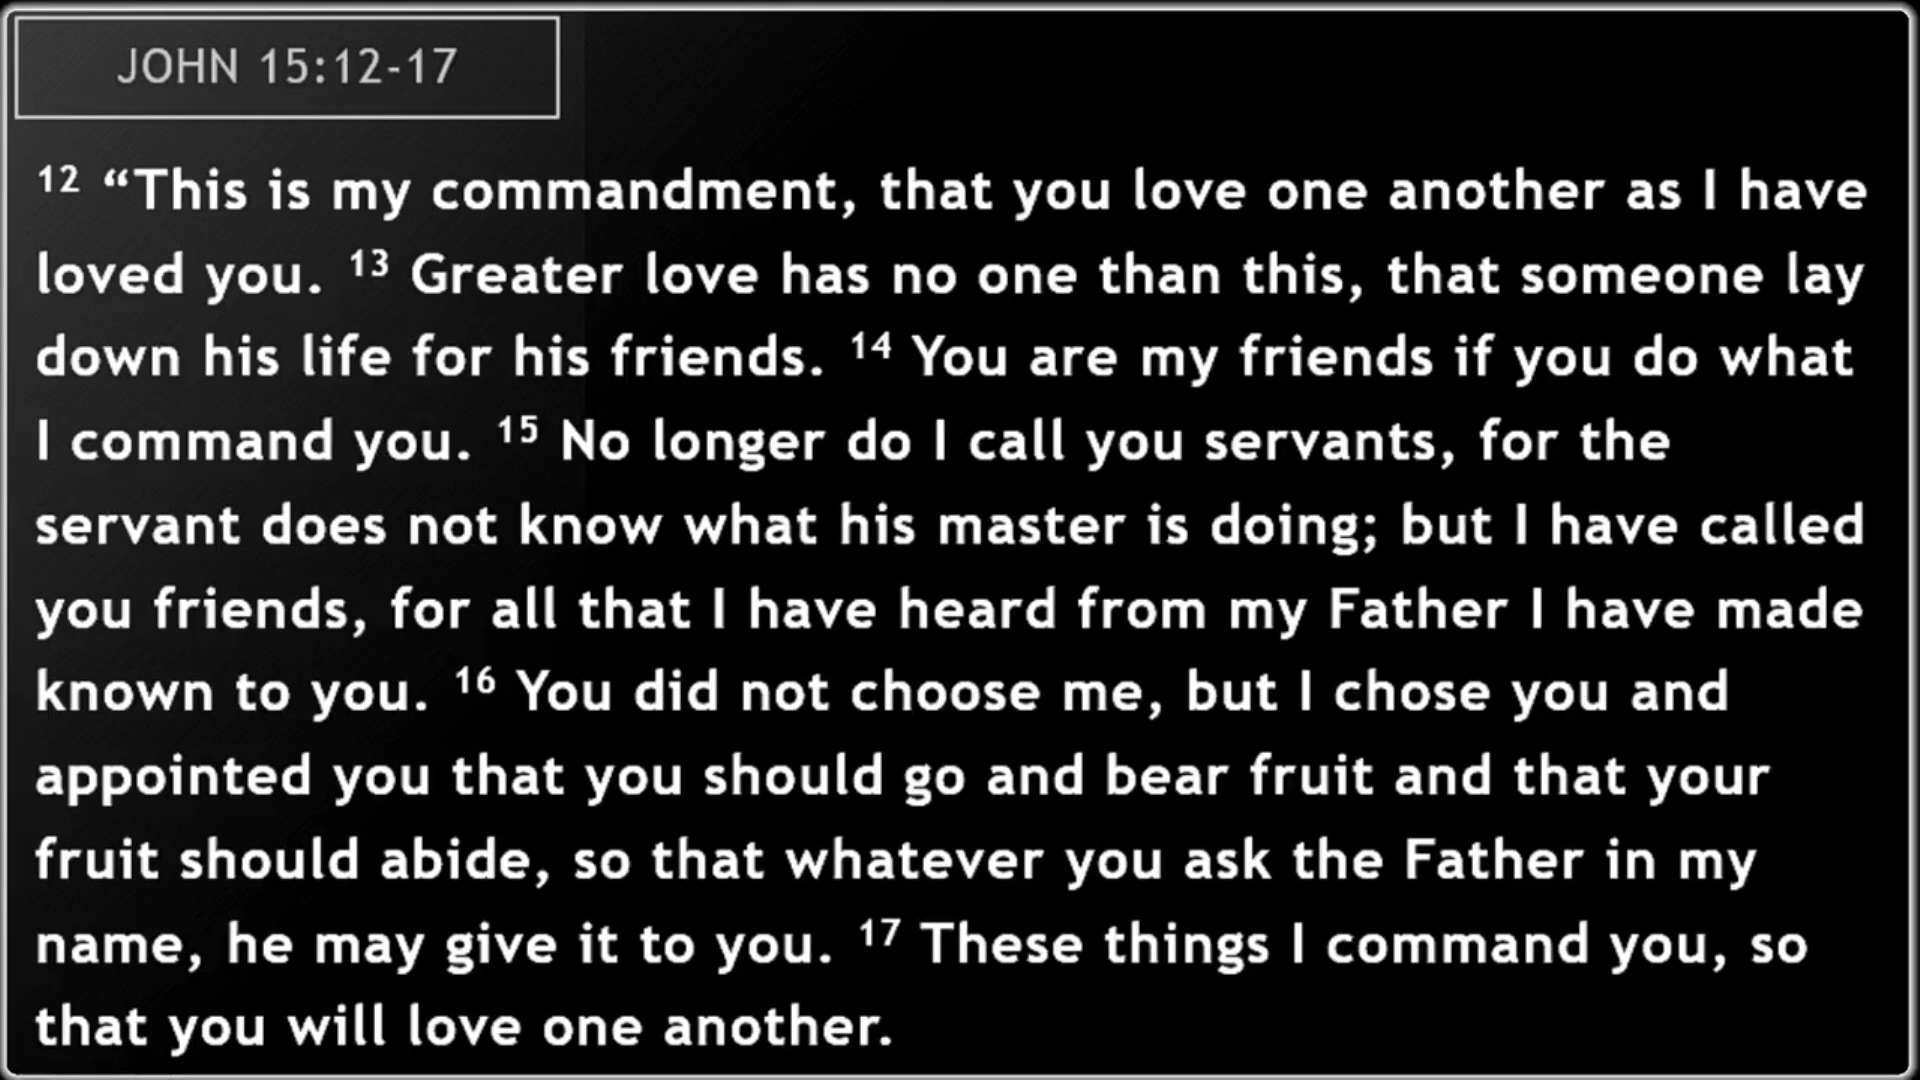 JOHN 15:12-17
12 “This is my commandment, that you love one another as I have
loved you. 13 Greater love has no one than this, that someone lay
down his life for his friends. 14 You are my friends if you do what
I command you. 15 No longer do I call you servants, for the
servant does not know what his master is doing; but I have called
you friends, for all that I have heard from my Father I have made
known to you. 16 You did not choose me, but I chose you and
appointed you that you should go and bear fruit and that your
fruit should abide, so that whatever you ask the Father in my
name, he may give it to you. 17 These things I command you, so
that you will love one another.